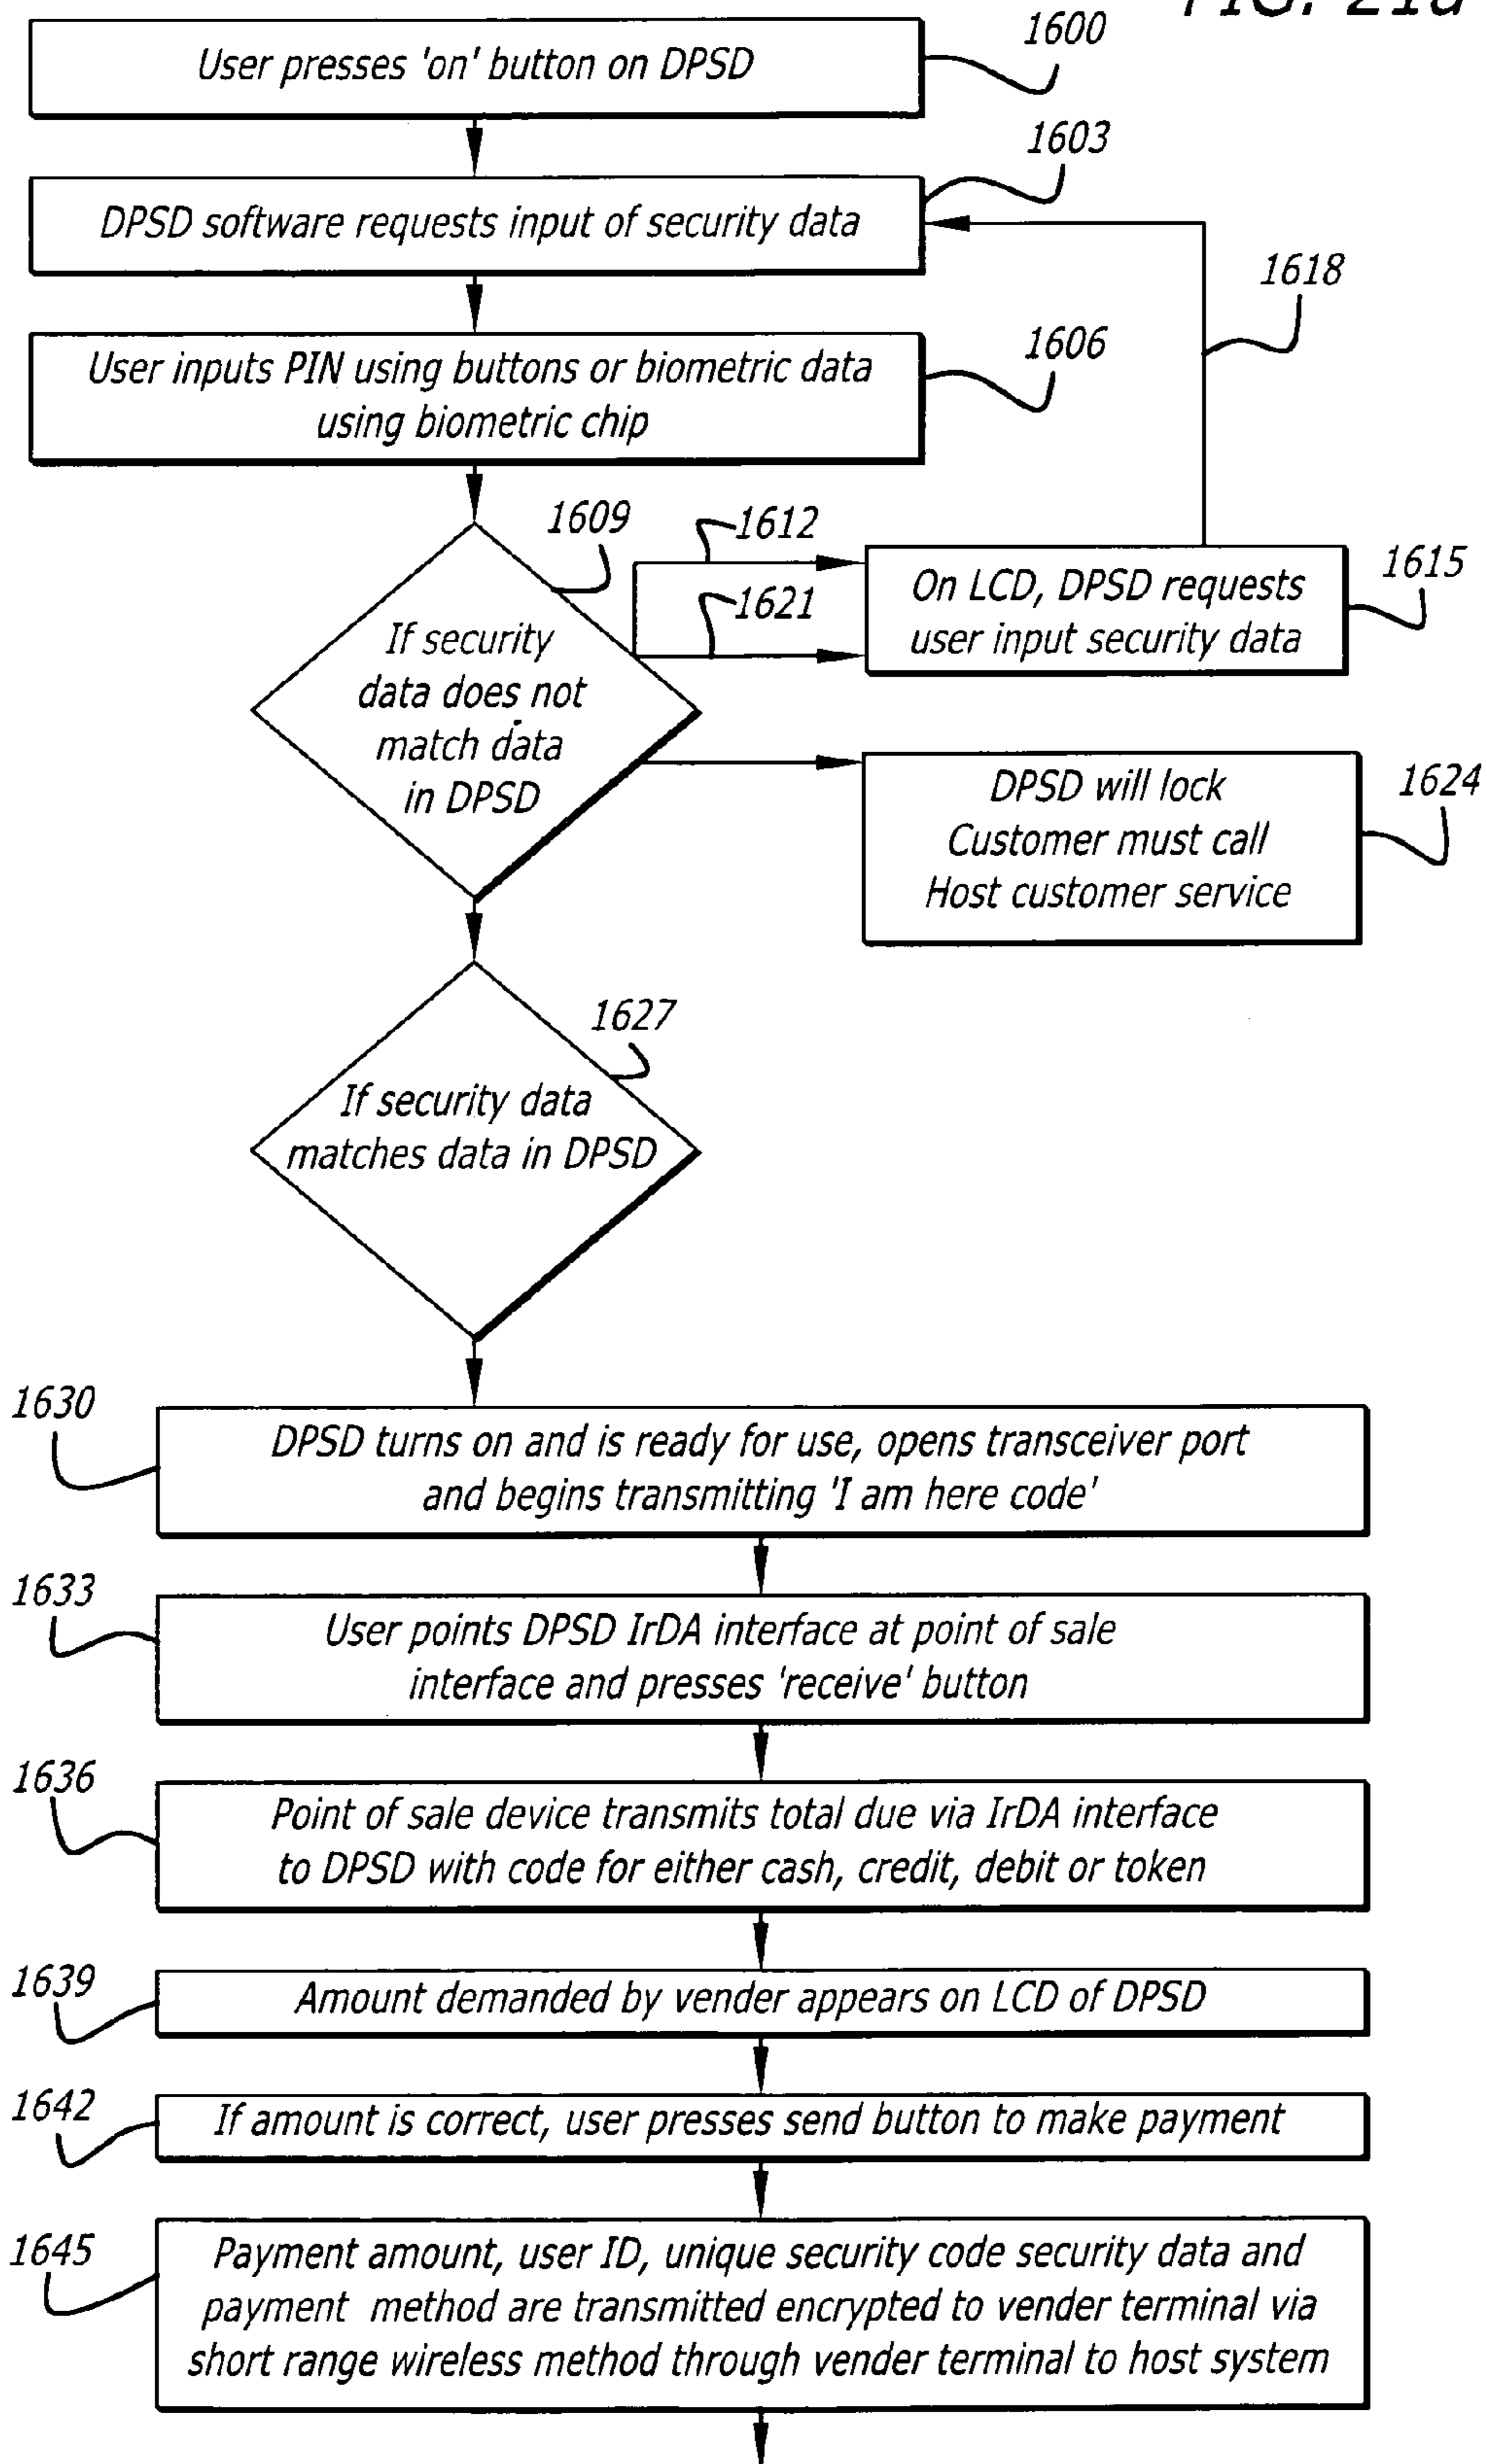 FIG. 21a
User presses 'on' button on DPSD
1600
1603
DPSD software requests input of security data
1618
User inputs PIN using buttons or biometric data
using biometric chip
1606
1609
1612
1621
If security
data does not
match data
in DPSD
On LCD, DPSD requests
user input security data
1615
DPSD will lock
Customer must call
Host customer service
1624
1627
If security data
matches data in DPSD
1630
DPSD turns on and is ready for use, opens transceiver port
and begins transmitting 'I am here code'
1633
User points DPSD IrDA interface at point of sale
interface and presses 'receive' button
1636
Point of sale device transmits total due via IrDA interface
to DPSD with code for either cash, credit, debit or token
1639
Amount demanded by vender appears on LCD of DPSD
1642
If amount is correct, user presses send button to make payment
1645
Payment amount, user ID, unique security code security data and
payment method are transmitted encrypted to vender terminal via
short range wireless method through vender terminal to host system